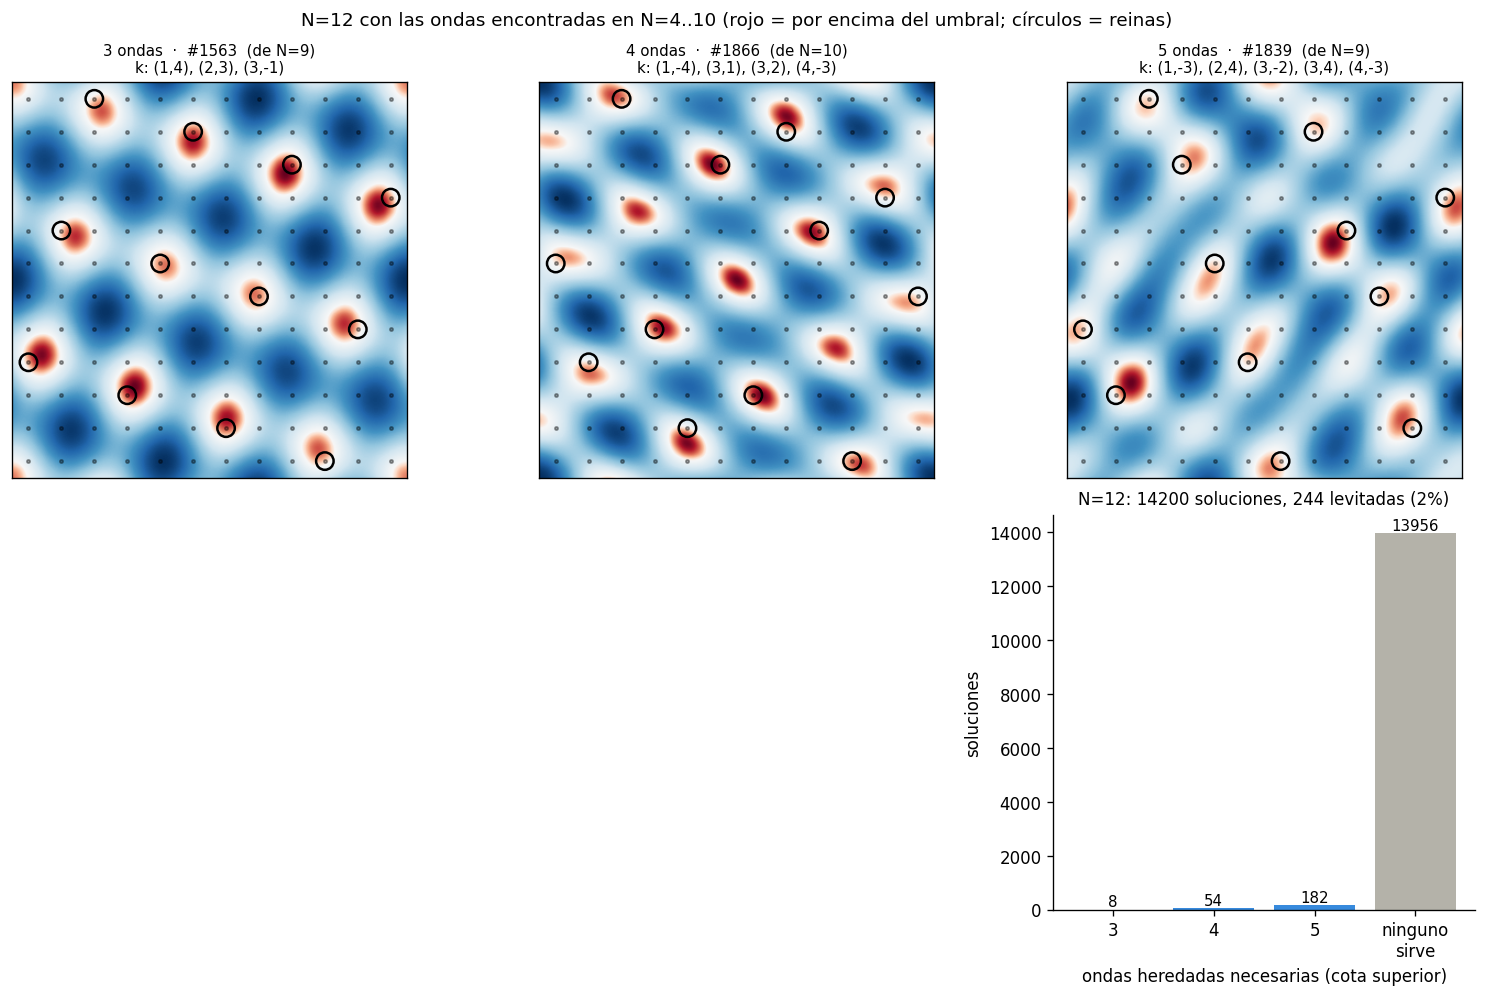 N=12 con las ondas encontradas en N=4..10 (rojo = por encima del umbral; círculos = reinas)
3 ondas · #1563 (de N=9)
k: (1,4), (2,3), (3,-1)
4 ondas · #1866 (de N=10)
k: (1,-4), (3,1), (3,2), (4,-3)
5 ondas · #1839 (de N=9)
k: (1,-3), (2,4), (3,-2), (3,4), (4,-3)
N=12: 14200 soluciones, 244 levitadas (2%)
soluciones
14000
12000
10000
8000
6000
4000
2000
0
8
54
182
13956
3
4
5
ninguno
sirve
ondas heredadas necesarias (cota superior)